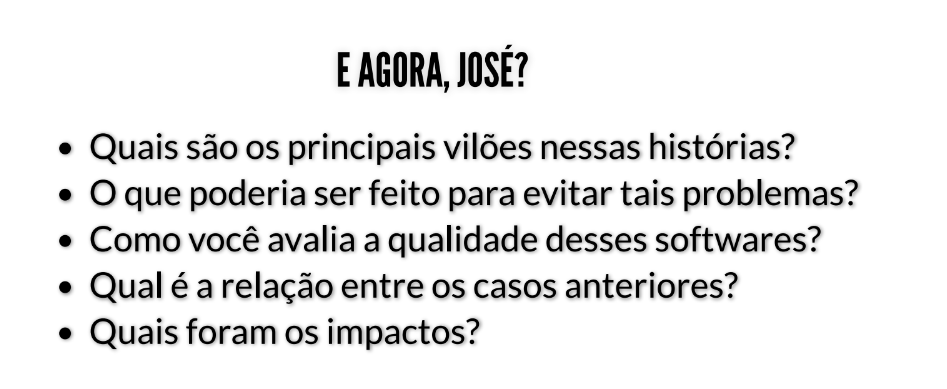 E AGORA, JOSÉ?
• Quais são os principais vilões nessas histórias?
• O que poderia ser feito para evitar tais problemas?
• Como você avalia a qualidade desses softwares?
• Qual é a relação entre os casos anteriores?
• Quais foram os impactos?